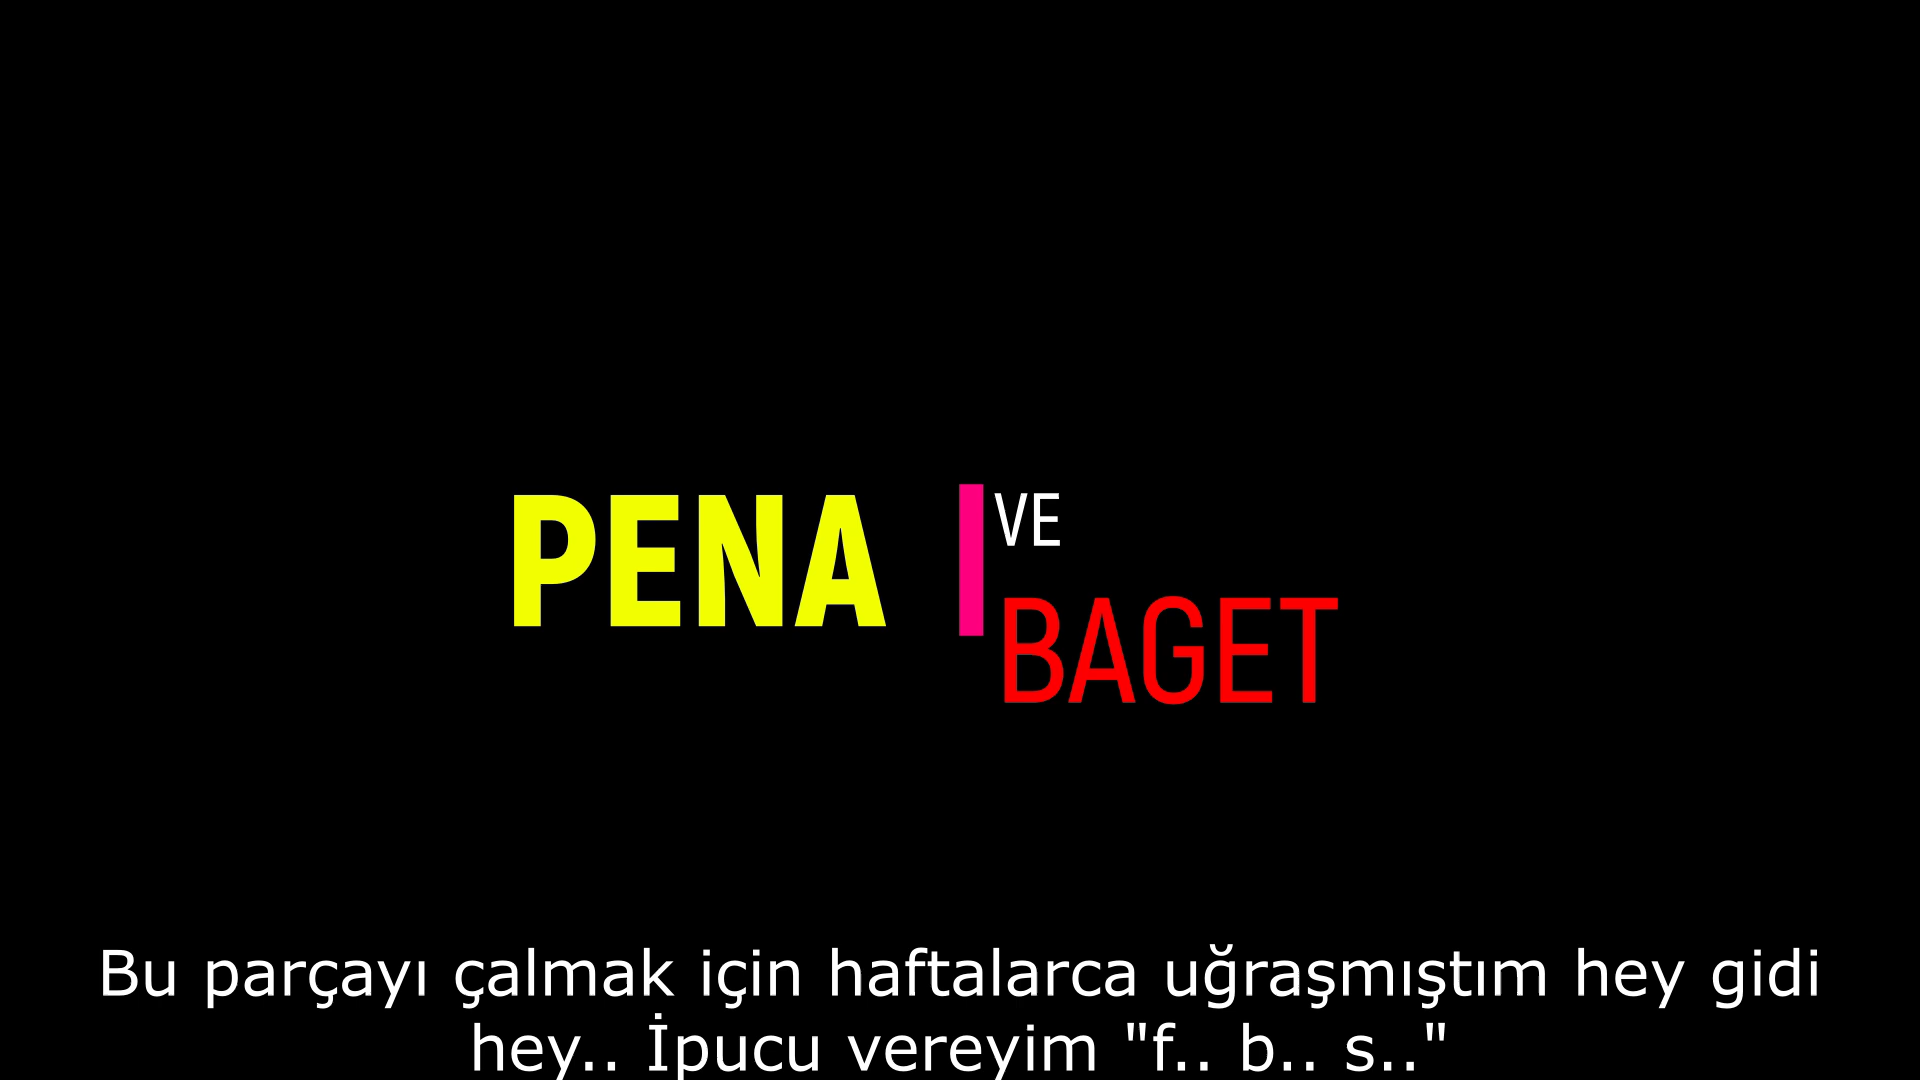 PENA
VE
BAGET
Bu parçayı çalmak için haftalarca uğraşmıştım hey gidi
hey.. İpucu vereyim "f.. b.. s.."